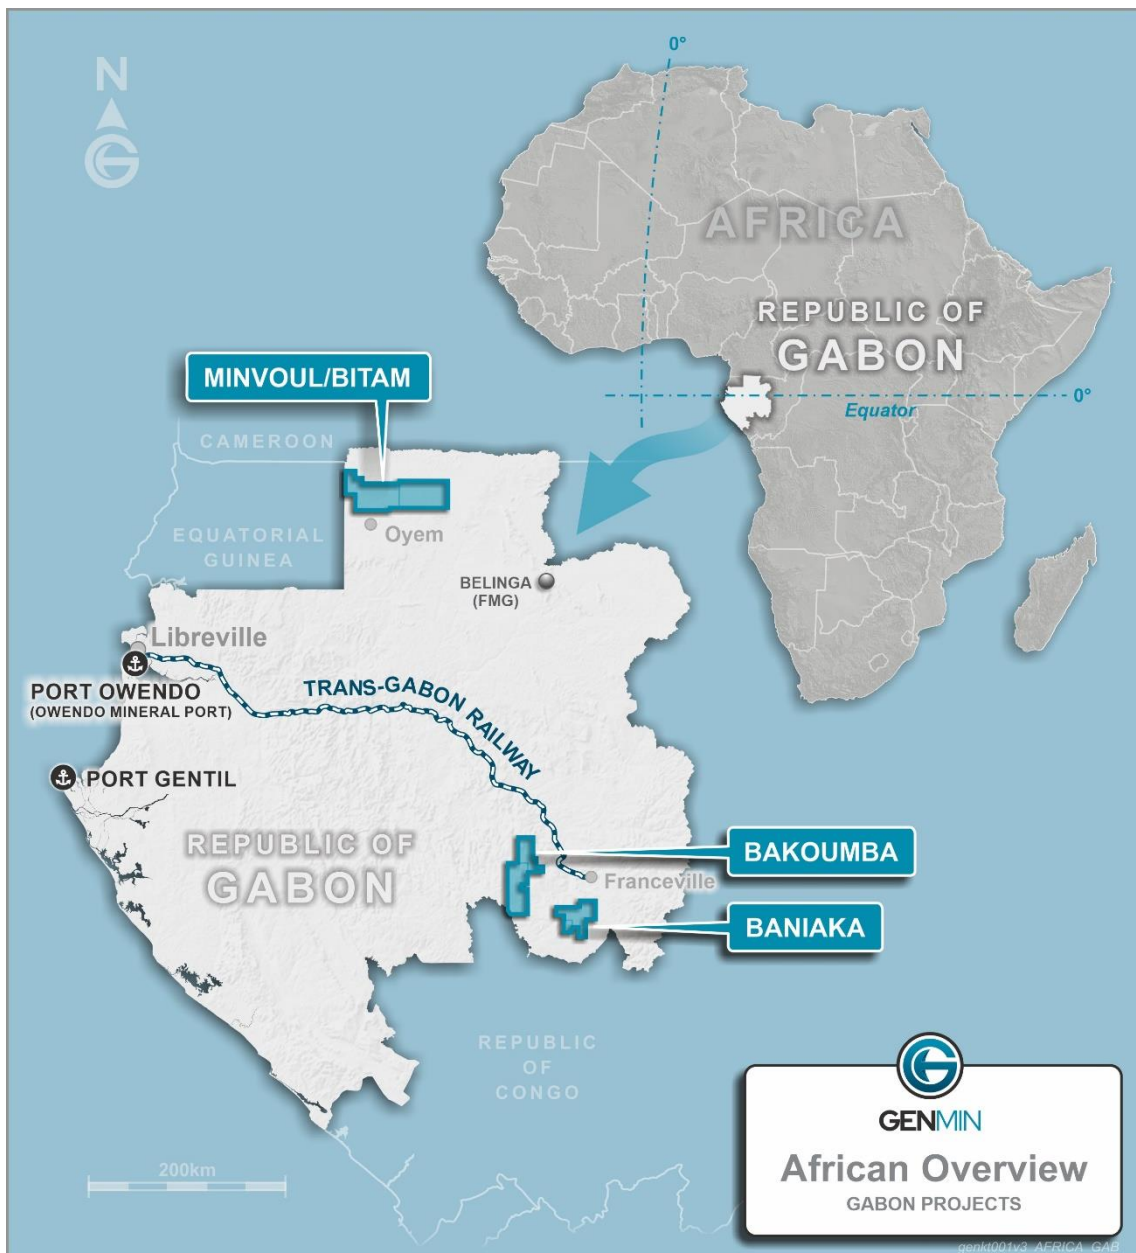 N
0°
AFRICA
REPUBLIC OF
GABON
0°
Equator
MINVOUL/BITAM
CAMEROON
EQUATORIAL
GUINEA
Oyem
BELINGA
(FMG)
Libreville
PORT OWENDO
(OWENDO MINERAL PORT)
TRANS-GABON RAILWAY
PORT GENTIL
REPUBLIC OF
GABON
BAKOUMBA
Franceville
BANIAKA
REPUBLIC
OF
CONGO
200km
GENMIN
African Overview
GABON PROJECTS
genkt001v3_AFRICA_GAB